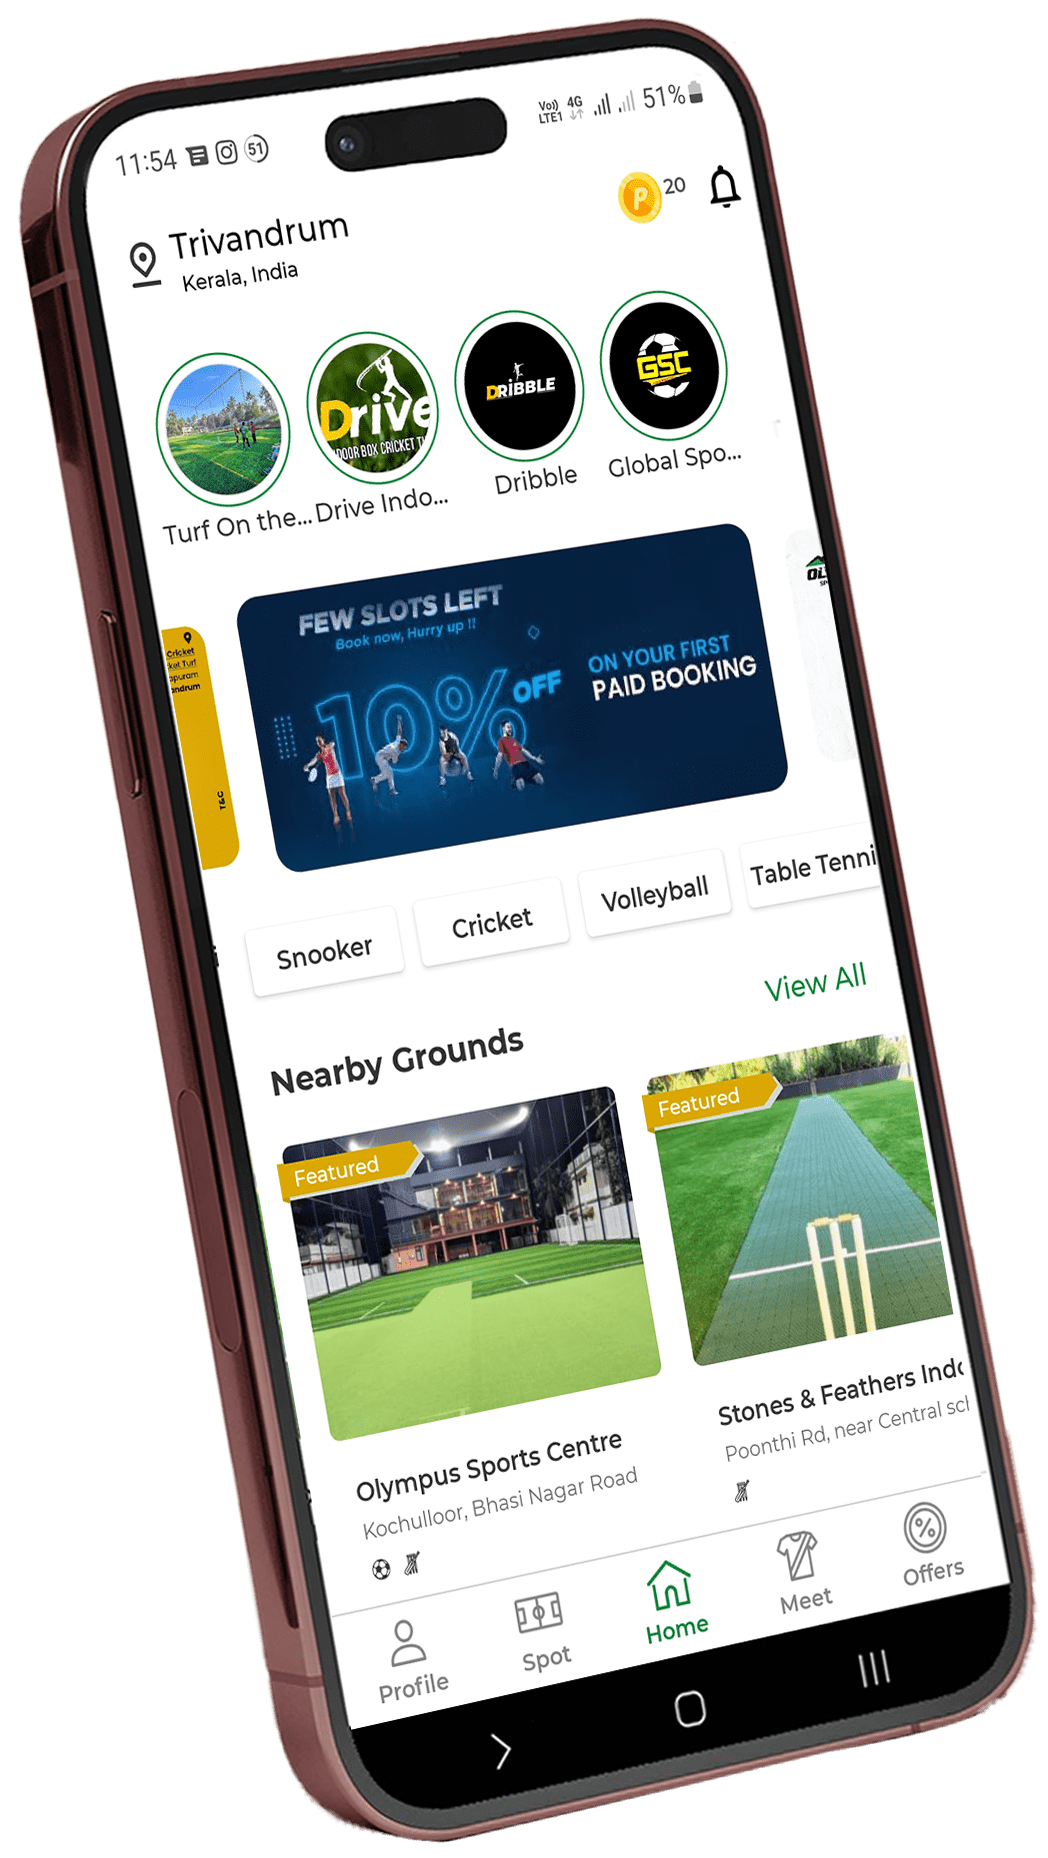 11:54
51
Vo))
LTE1
4G
51%
P
20
Trivandrum
Kerala, India
Drive
DOOR BOX CRICKET T
DRIBBLE
GSC
Turf On the...
Drive Indo...
Dribble
Global Spo...
Cricket
ket Turf
apuram
andrum
T&C
FEW SLOTS LEFT
Book now, Hurry up !!
10% OFF
ON YOUR FIRST
PAID BOOKING
OL
SP
Snooker
Cricket
Volleyball
Table Tenni
View All
Nearby Grounds
Featured
Featured
Olympus Sports Centre
Kochulloor, Bhasi Nagar Road
Stones & Feathers Indo
Poonthi Rd, near Central sch
Profile
Spot
Home
Meet
Offers